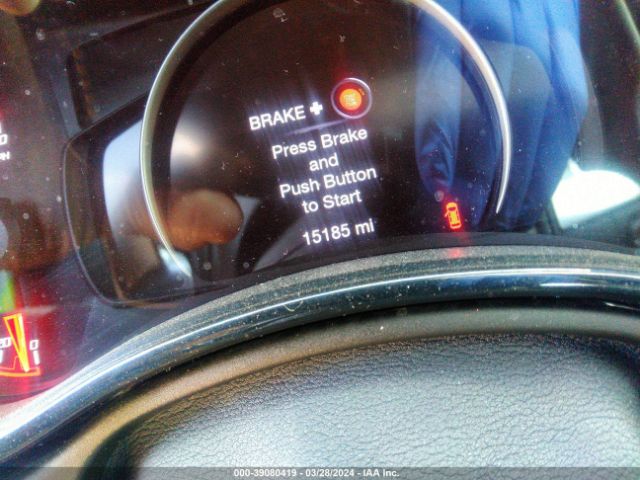 BRAKE +
Press Brake
and
Push Button
to Start
15185 mi
000-39080419 - 03/28/2024 - IAA Inc.